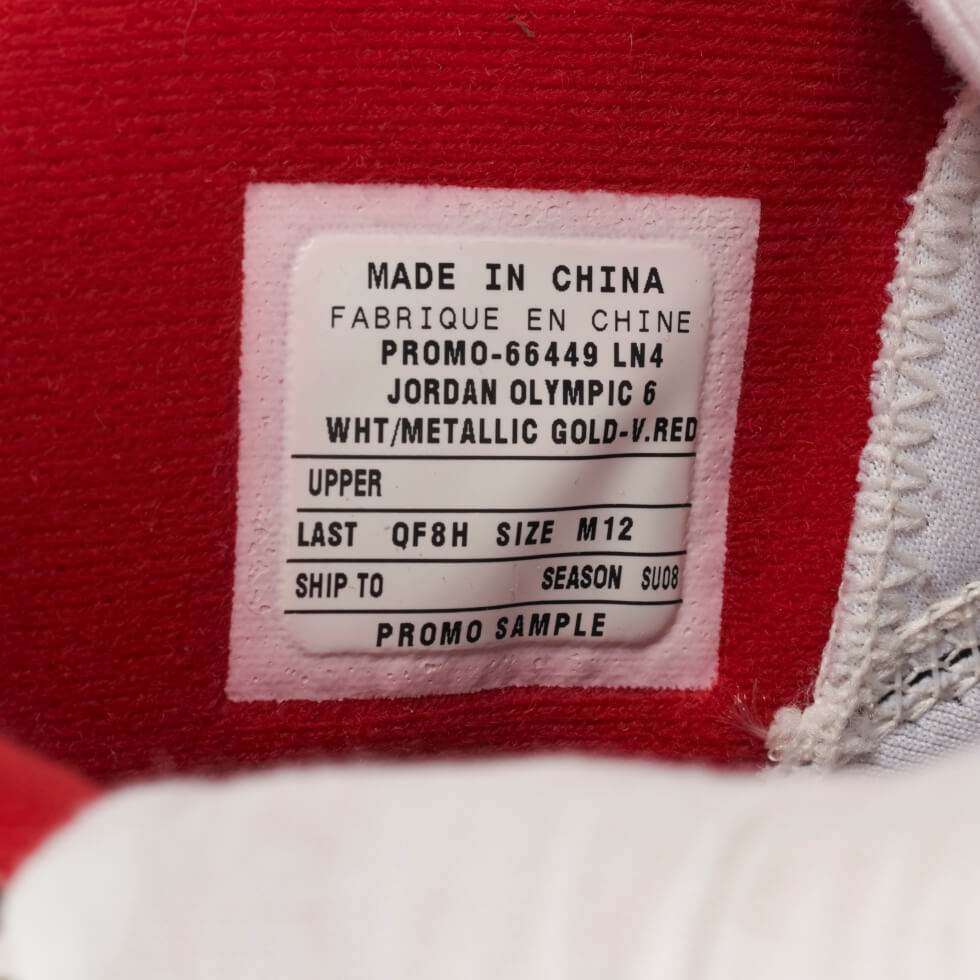 MADE IN CHINA
FABRIQUE EN CHINE
PROMO-66449 LN4
JORDAN OLYMPIC 6
WHT/METALLIC GOLD-V.RED
UPPER
LAST QF8H SIZE M12
SHIP TO SEASON SU08
PROMO SAMPLE